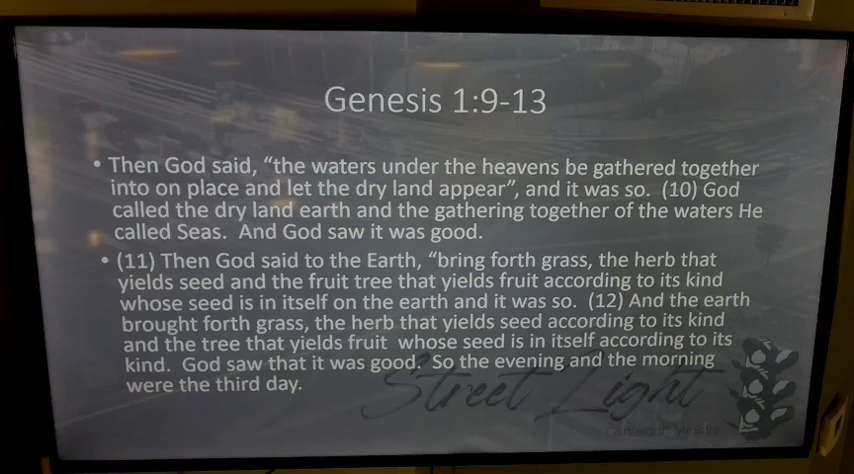 Genesis 1:9-13
• Then God said, “the waters under the heavens be gathered together
into on place and let the dry land appear”, and it was so.  (10) God
called the dry land earth and the gathering together of the waters He
called Seas.  And God saw it was good.
• (11) Then God said to the Earth, “bring forth grass, the herb that
yields seed and the fruit tree that yields fruit according to its kind
whose seed is in itself on the earth and it was so.  (12) And the earth
brought forth grass, the herb that yields seed according to its kind
and the tree that yields fruit  whose seed is in itself according to its
kind.  God saw that it was good.  So the evening and the morning
were the third day.
Street Light
Outreach Ministry